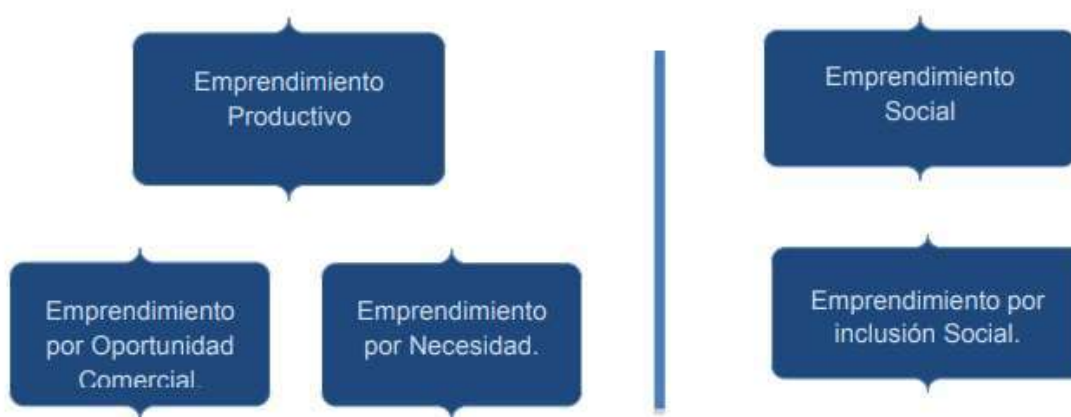 Emprendimiento
Productivo
Emprendimiento
Social
Emprendimiento
por Oportunidad
Comercial.
Emprendimiento
por Necesidad.
Emprendimiento por
inclusión Social.